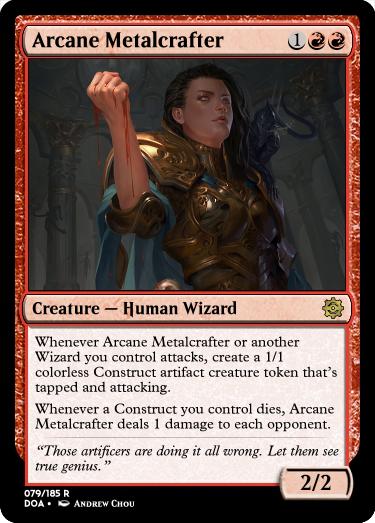 Arcane Metalcrafter 1
Creature — Human Wizard
Whenever Arcane Metalcrafter or another
Wizard you control attacks, create a 1/1
colorless Construct artifact creature token that's
tapped and attacking.
Whenever a Construct you control dies, Arcane
Metalcrafter deals 1 damage to each opponent.
“Those artificers are doing it all wrong. Let them see
true genius.”
2/2
079/185 R
DOA • Andrew Chou